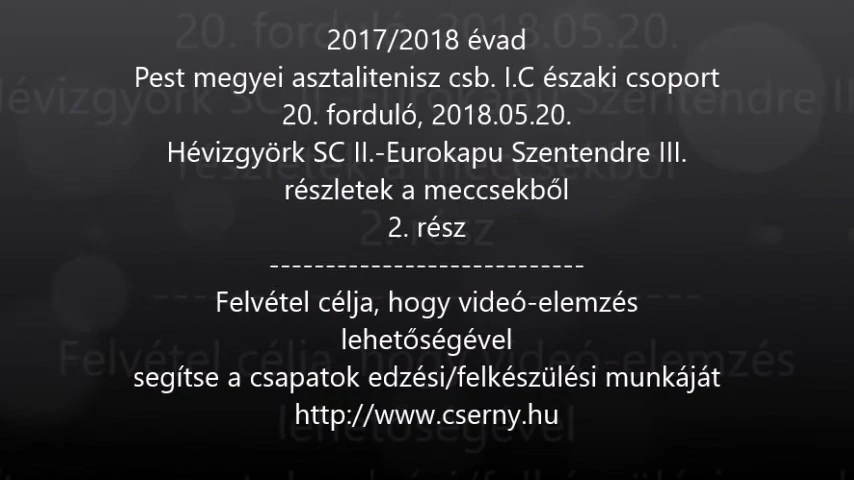 2017/2018 évad
Pest megyei asztalitenisz csb. I.C északi csoport
20. forduló, 2018.05.20.
Hévizgyörk SC II.-Eurokapu Szentendre III.
részletek a meccsekből
2. rész
----------------------------
Felvétel célja, hogy videó-elemzés
lehetőségével
segítse a csapatok edzési/felkészülési munkáját
http://www.cserny.hu